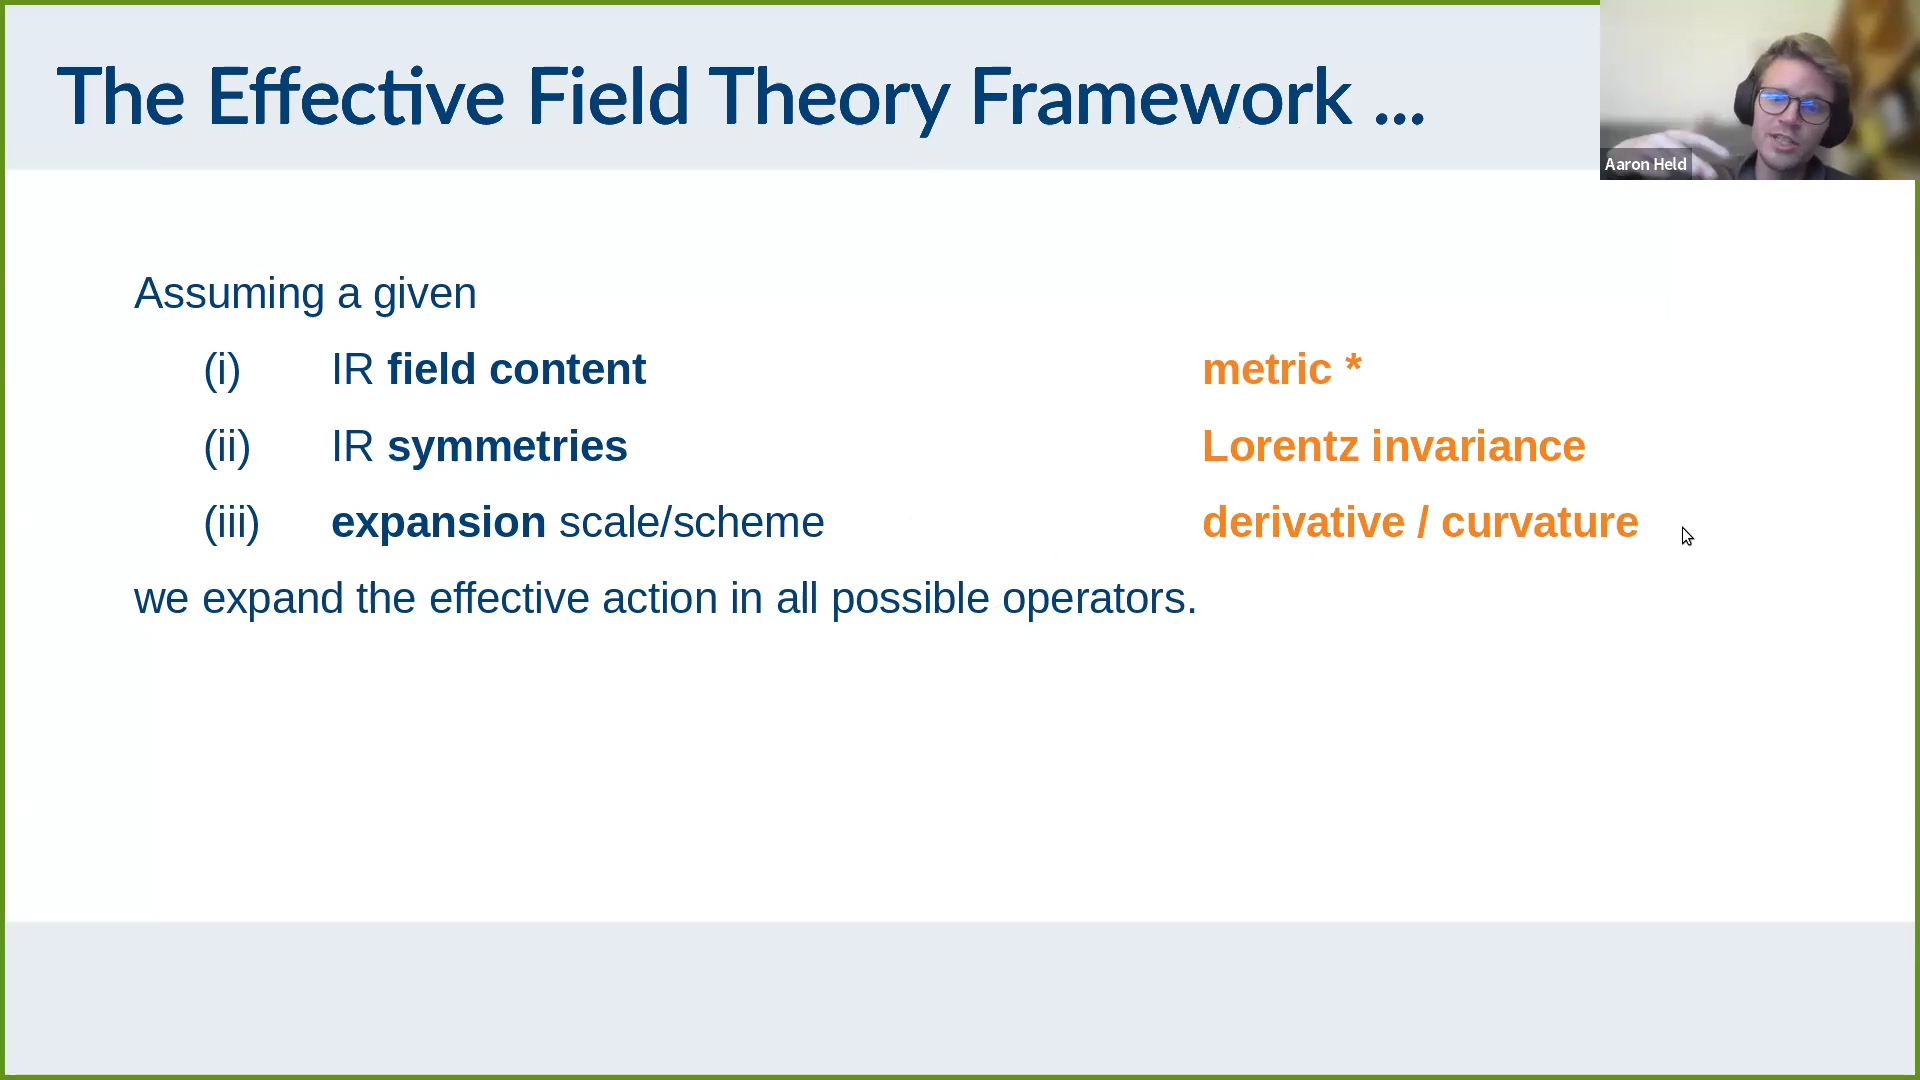 The Effective Field Theory Framework ...
Aaron Held
Assuming a given
(i) IR field content metric *
(ii) IR symmetries Lorentz invariance
(iii) expansion scale/scheme derivative / curvature
we expand the effective action in all possible operators.